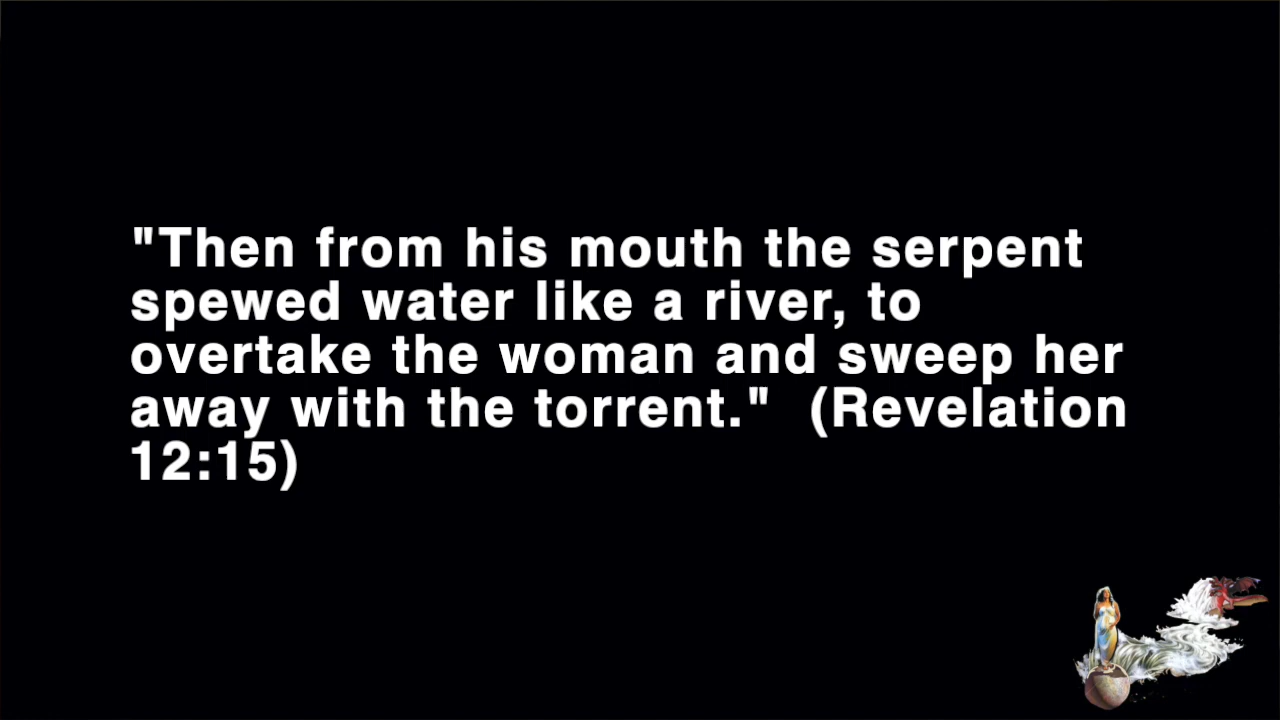 "Then from his mouth the serpent
spewed water like a river, to
overtake the woman and sweep her
away with the torrent."  (Revelation
12:15)